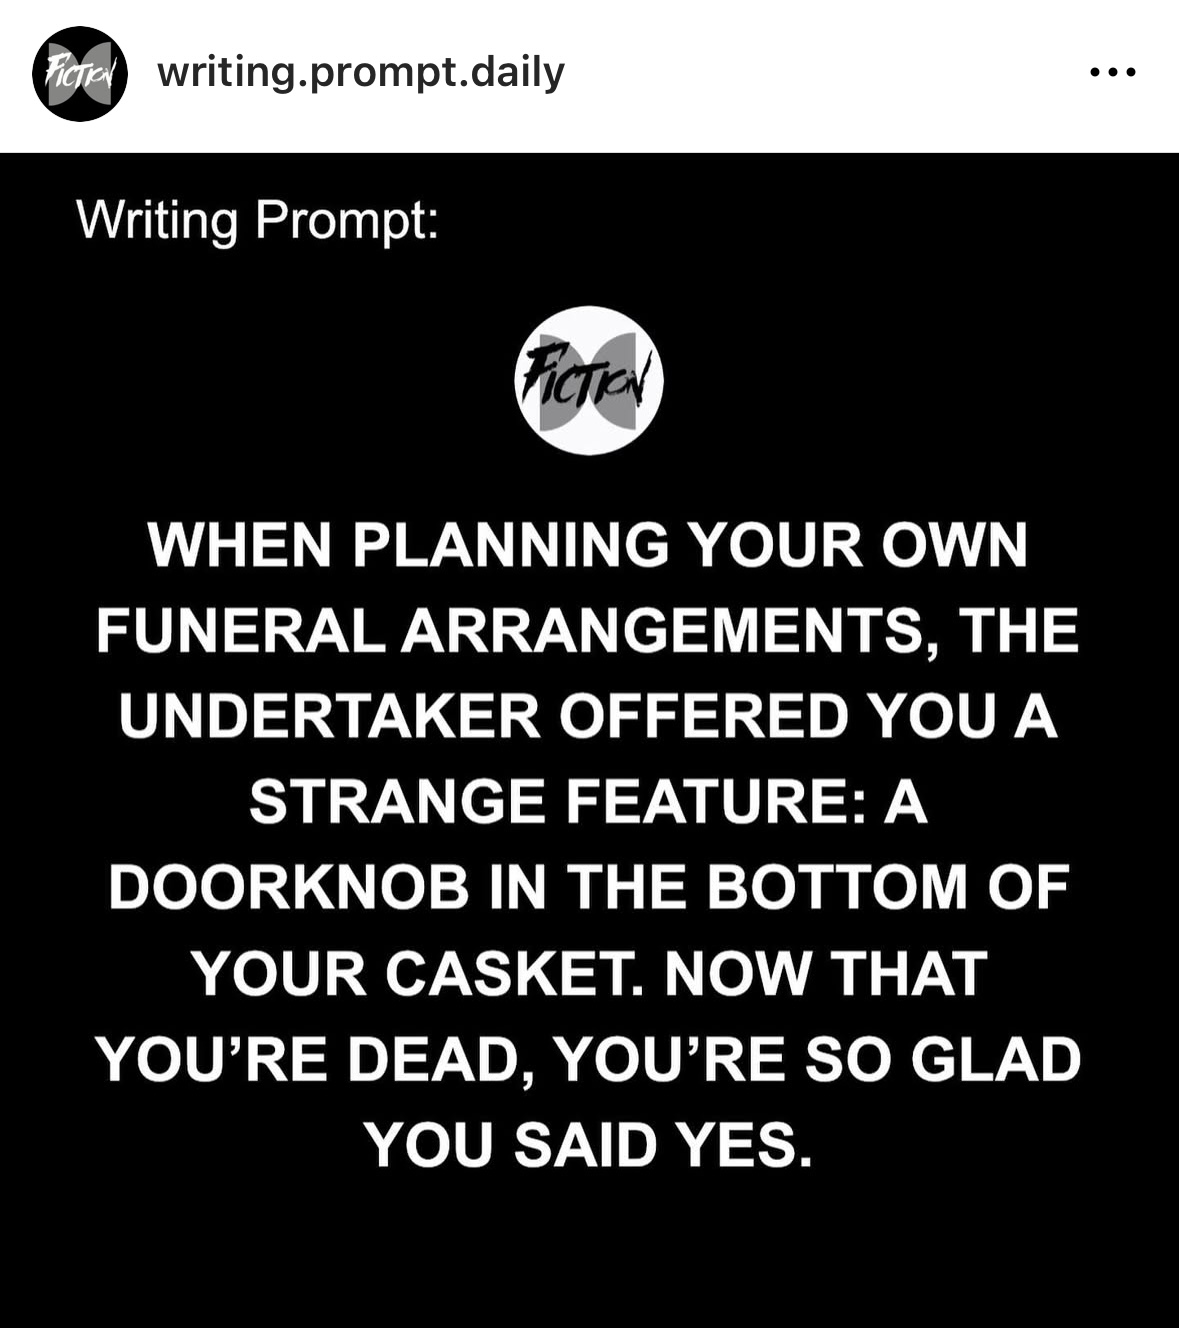 FICTION writing.prompt.daily
Writing Prompt:
FICTION
WHEN PLANNING YOUR OWN
FUNERAL ARRANGEMENTS, THE
UNDERTAKER OFFERED YOU A
STRANGE FEATURE: A
DOORKNOB IN THE BOTTOM OF
YOUR CASKET. NOW THAT
YOU’RE DEAD, YOU’RE SO GLAD
YOU SAID YES.